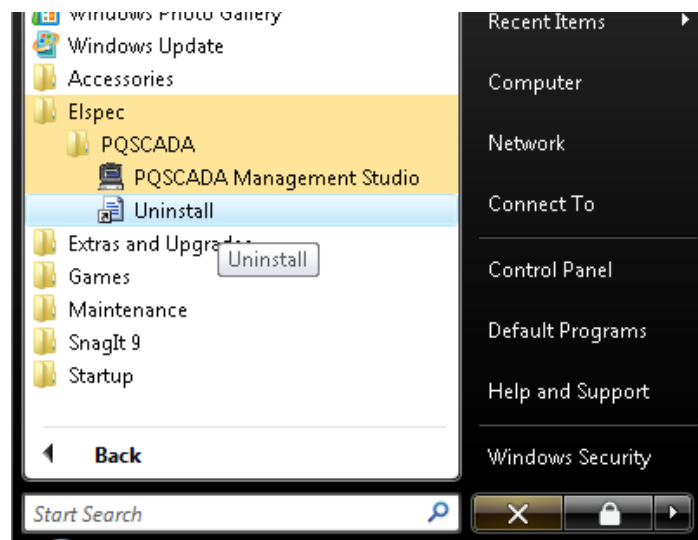 Windows Photo Gallery
Windows Update
Accessories
Elspec
PQSCADA
PQSCADA Management Studio
Uninstall
Extras and Upgrades
Uninstall
Games
Maintenance
SnagIt 9
Startup
Back
Start Search
Recent Items
Computer
Network
Connect To
Control Panel
Default Programs
Help and Support
Windows Security